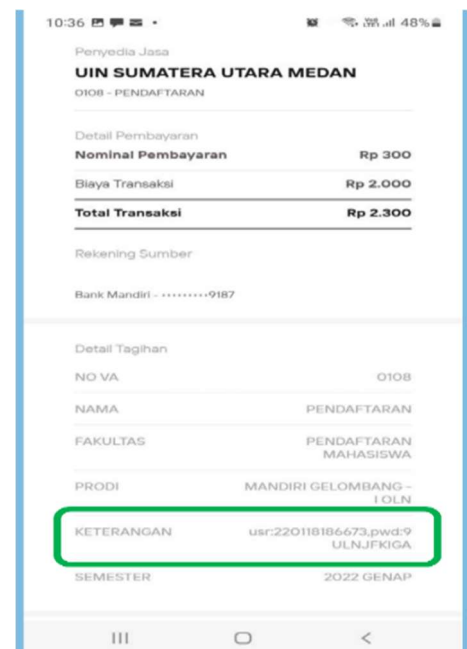 10:36 48%
Penyedia Jasa
UIN SUMATERA UTARA MEDAN
0108 - PENDAFTARAN
Detail Pembayaran
Nominal Pembayaran Rp 300
Biaya Transaksi Rp 2.000
Total Transaksi Rp 2.300
Rekening Sumber
Bank Mandiri - •••••••••9187
Detail Tagihan
NO VA 0108
NAMA PENDAFTARAN
FAKULTAS PENDAFTARAN
MAHASISWA
PRODI MANDIRI GELOMBANG -
I OLN
KETERANGAN usr:220118186673,pwd:9
ULNJFKIGA
SEMESTER 2022 GENAP